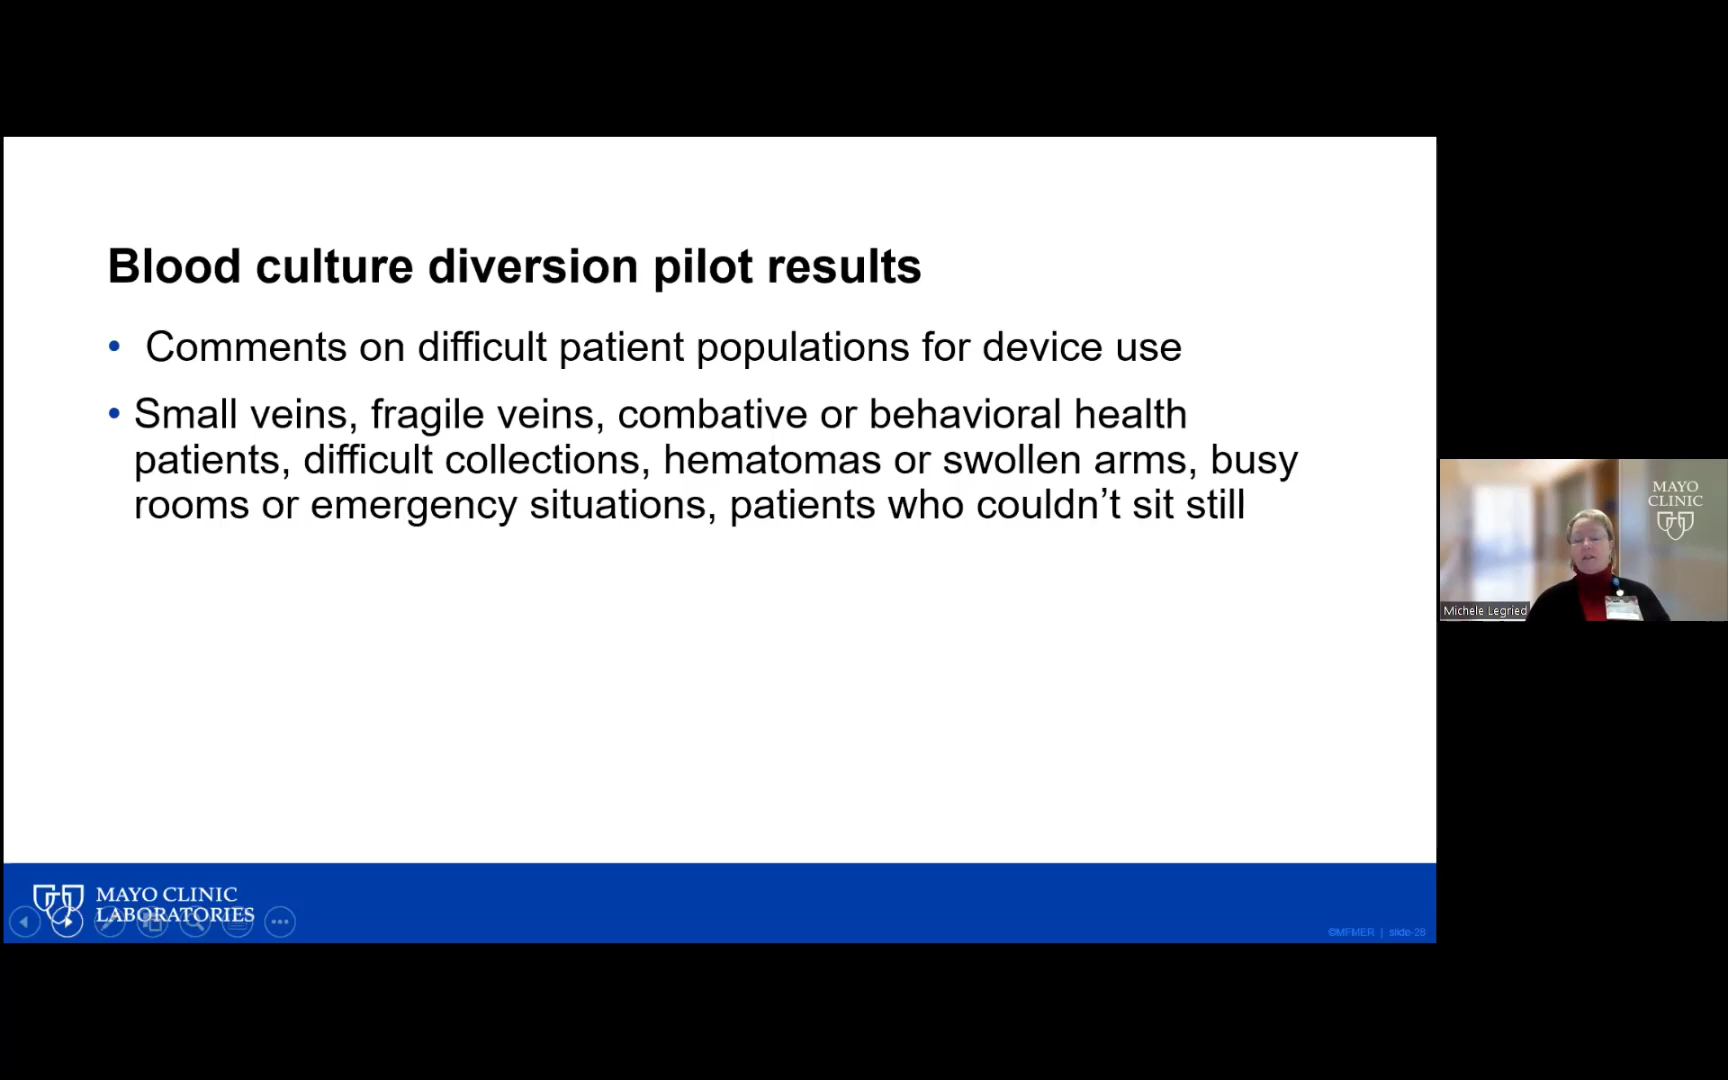 Blood culture diversion pilot results
• Comments on difficult patient populations for device use
• Small veins, fragile veins, combative or behavioral health
patients, difficult collections, hematomas or swollen arms, busy
rooms or emergency situations, patients who couldn’t sit still
MAYO
CLINIC
Michele Legried
MAYO CLINIC
LABORATORIES
©MFMER | slide-28